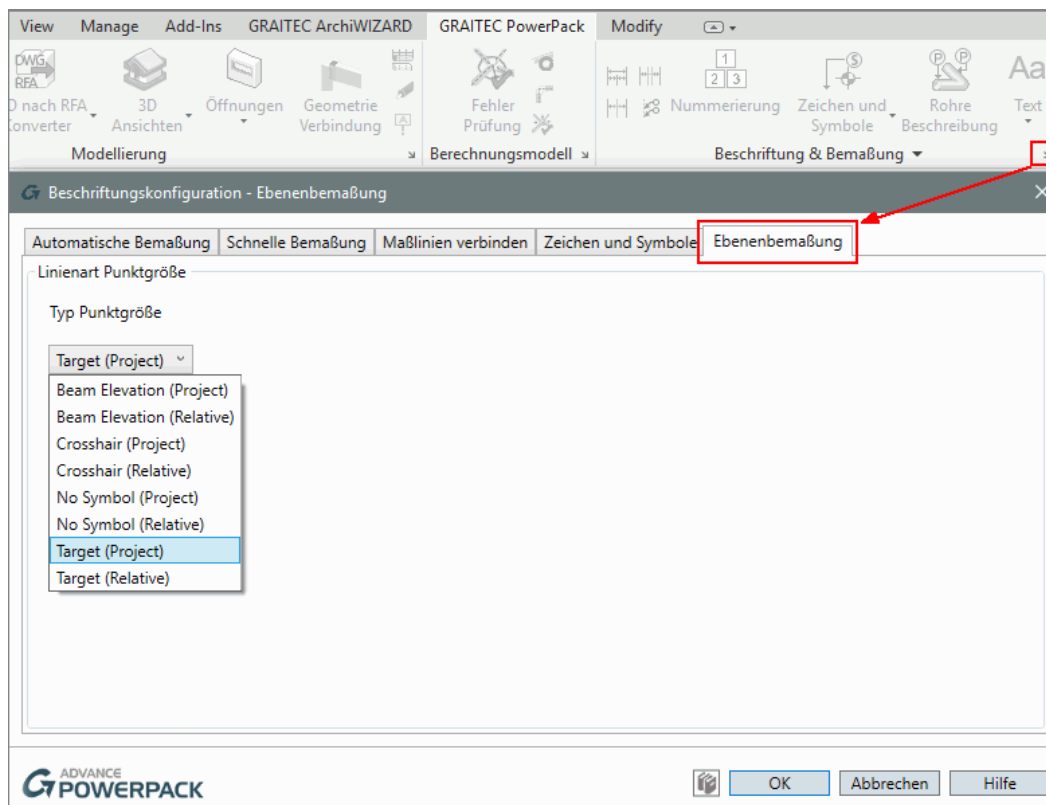 View Manage Add-Ins GRAITEC ArchiWIZARD GRAITEC PowerPack Modify
DWG
RFA
1
2 3
S
P P
Aa
nach RFA
Converter
3D
Ansichten
Öffnungen
Geometrie
Verbindung
A
Fehler
Prüfung
Nummerierung
Zeichen und
Symbole
Rohre
Beschreibung
Text
Modellierung
Berechnungsmodell
Beschriftung & Bemaßung
Beschriftungskonfiguration - Ebenenbemaßung
Automatische Bemaßung Schnelle Bemaßung Maßlinien verbinden Zeichen und Symbole Ebenenbemaßung
Linienart Punktgröße
Typ Punktgröße
Target (Project)
Beam Elevation (Project)
Beam Elevation (Relative)
Crosshair (Project)
Crosshair (Relative)
No Symbol (Project)
No Symbol (Relative)
Target (Project)
Target (Relative)
ADVANCE
POWERPACK
OK Abbrechen Hilfe